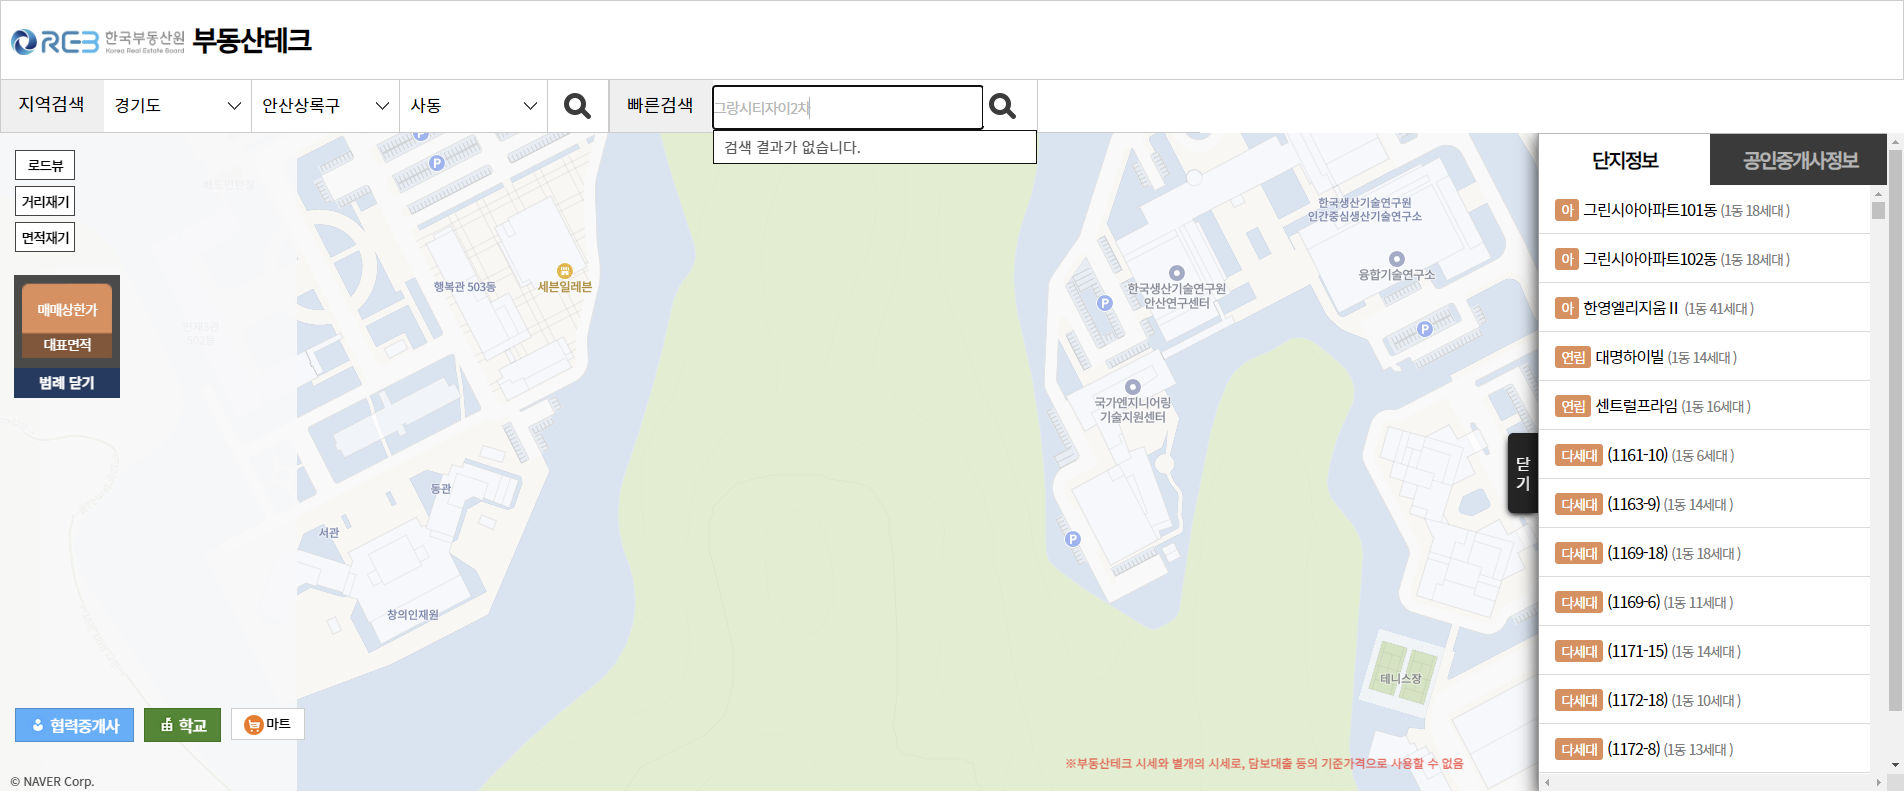 REB 한국부동산원 부동산테크
Korea Real Estate Board
지역검색 경기도 안산상록구 사동 빠른검색 그랑시티자이2차
검색 결과가 없습니다.
로드뷰
거리재기
면적재기
매매상한가
대표면적
범례 닫기
P
P
행복관 503동
세븐일레븐
동관
서관
창의인재원
한국생산기술연구원
인간중심생산기술연구소
융합기술연구소
한국생산기술연구원
안산연구센터
P
P
국가엔지니어링
기술지원센터
P
테니스장
닫
기
단지정보 공인중개사정보
아 그린시아아파트101동 (1동 18세대 )
아 그린시아아파트102동 (1동 18세대 )
아 한영엘리지움Ⅱ (1동 41세대 )
연립 대명하이빌 (1동 14세대 )
연립 센트럴프라임 (1동 16세대 )
다세대 (1161-10) (1동 6세대 )
다세대 (1163-9) (1동 14세대 )
다세대 (1169-18) (1동 18세대 )
다세대 (1169-6) (1동 11세대 )
다세대 (1171-15) (1동 14세대 )
다세대 (1172-18) (1동 10세대 )
다세대 (1172-8) (1동 13세대 )
협력중개사 학교 마트
※부동산테크 시세와 별개의 시세로, 담보대출 등의 기준가격으로 사용할 수 없음
© NAVER Corp.